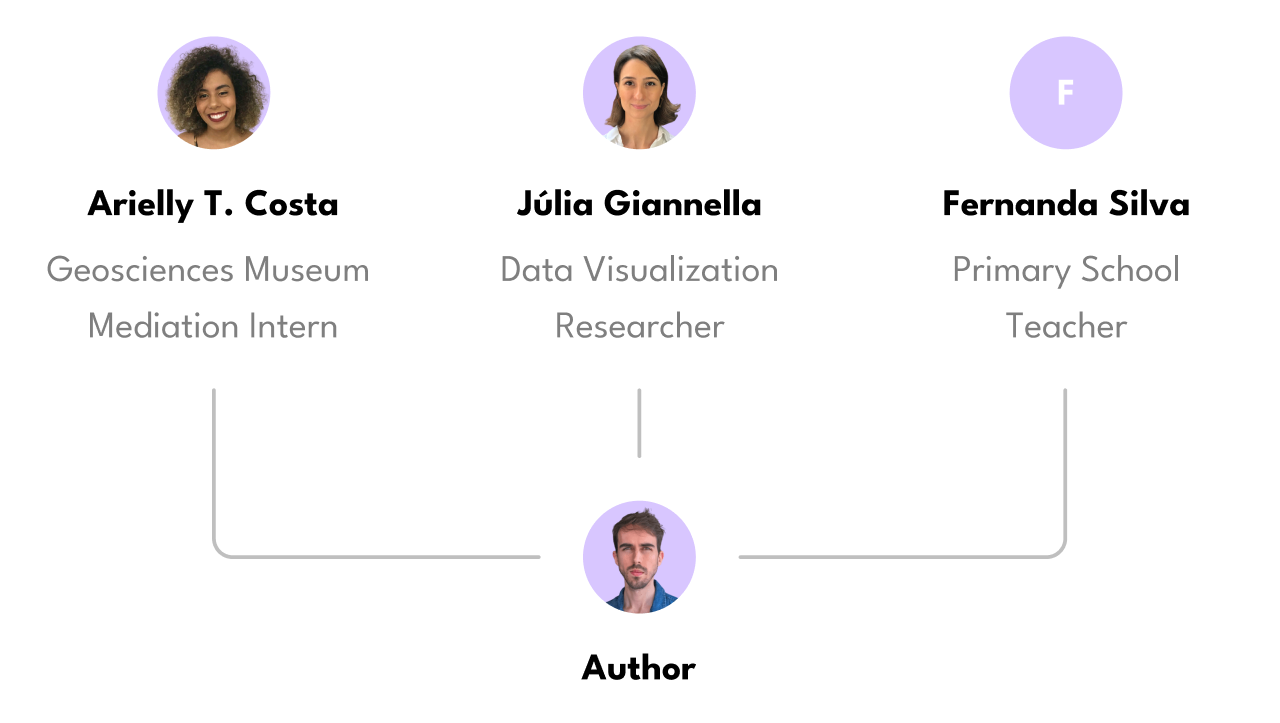 F
Arielly T. Costa
Júlia Giannella
Fernanda Silva
Geosciences Museum
Mediation Intern
Data Visualization
Researcher
Primary School
Teacher
Author